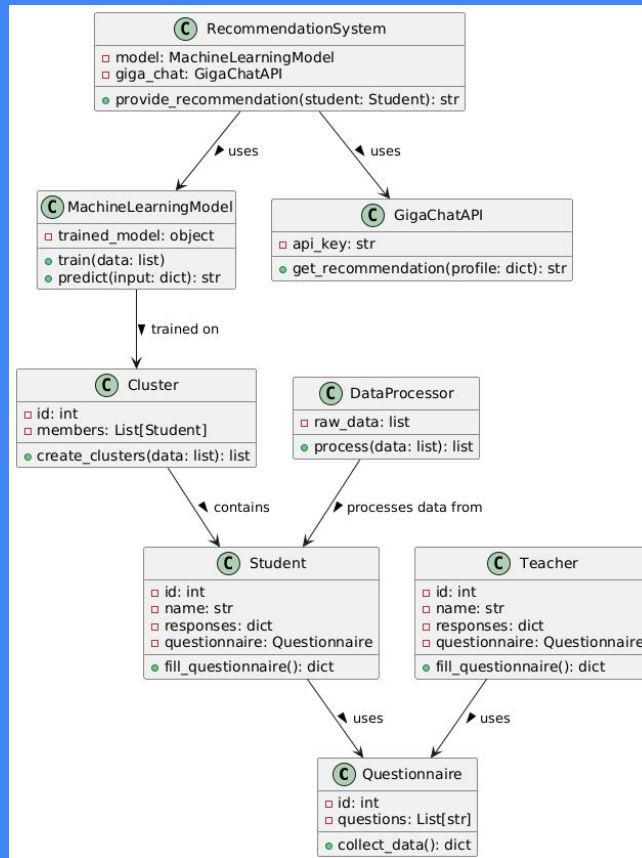 C RecommendationSystem
model: MachineLearningModel
giga_chat: GigaChatAPI
provide_recommendation(student: Student): str
uses
uses
C MachineLearningModel
trained_model: object
train(data: list)
predict(input: dict): str
C GigaChatAPI
api_key: str
get_recommendation(profile: dict): str
trained on
C Cluster
id: int
members: List[Student]
create_clusters(data: list): list
C DataProcessor
raw_data: list
process(data: list): list
contains
processes data from
C Student
id: int
name: str
responses: dict
questionnaire: Questionnaire
fill_questionnaire(): dict
C Teacher
id: int
name: str
responses: dict
questionnaire: Questionnaire
fill_questionnaire(): dict
uses
uses
C Questionnaire
id: int
questions: List[str]
collect_data(): dict